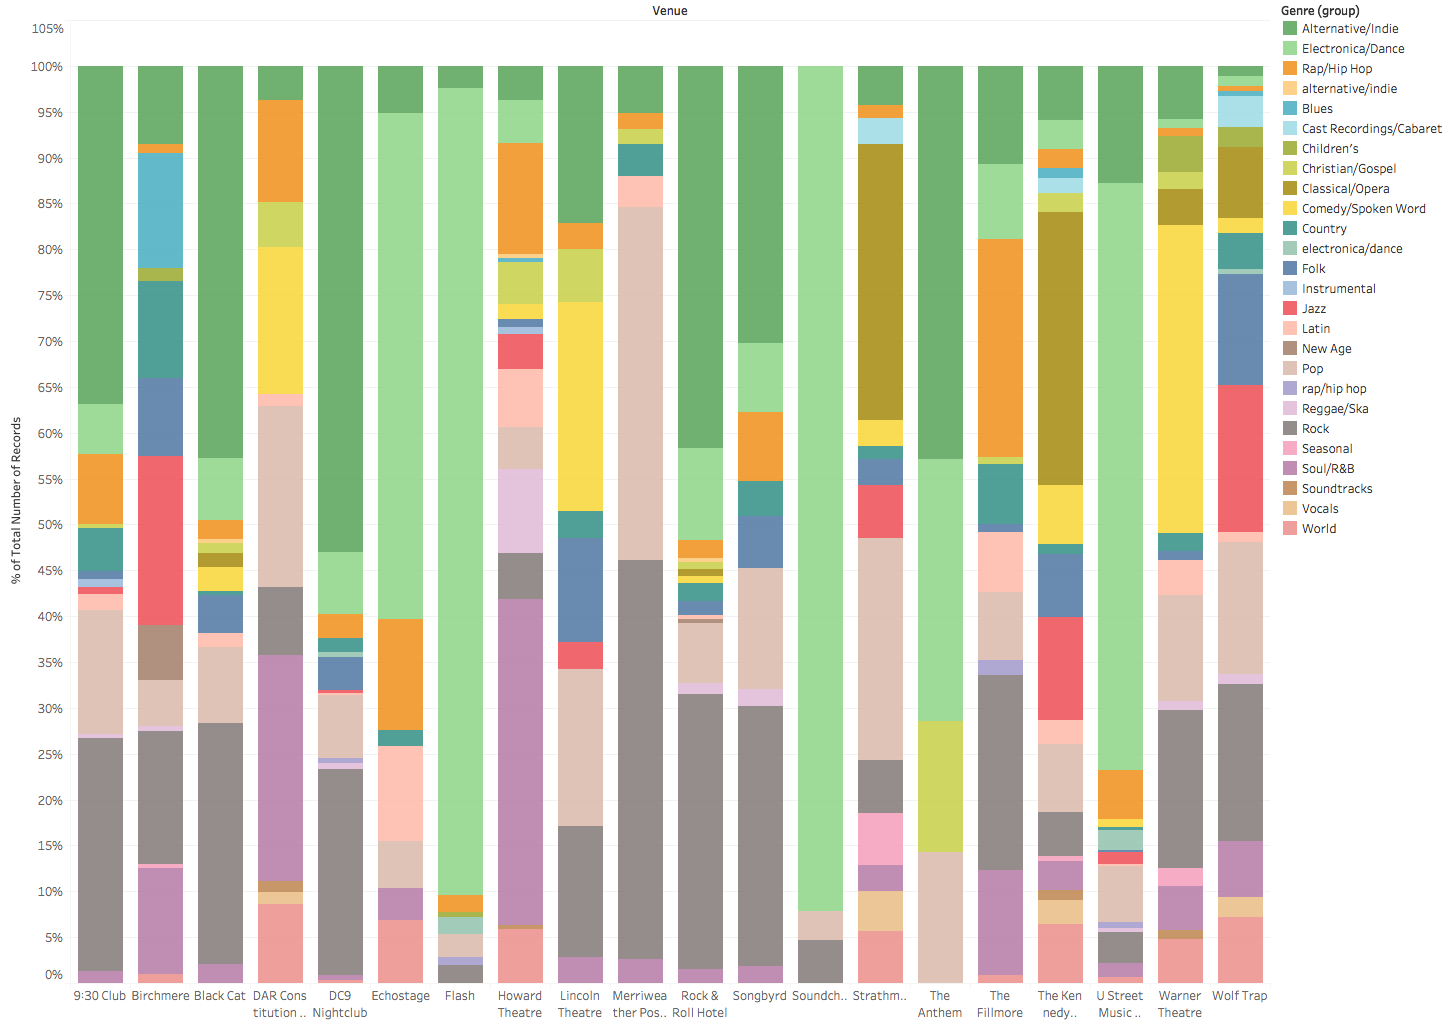 Venue
% of Total Number of Records
105%
100%
95%
90%
85%
80%
75%
70%
65%
60%
55%
50%
45%
40%
35%
30%
25%
20%
15%
10%
5%
0%
9:30 Club
Birchmere
Black Cat
DAR Cons
titution ..
DC9
Nightclub
Echostage
Flash
Howard
Theatre
Lincoln
Theatre
Merriwea
ther Pos..
Rock &
Roll Hotel
Songbyrd
Soundch..
Strathm..
The
Anthem
The
Fillmore
The Ken
nedy..
U Street
Music ..
Warner
Theatre
Wolf Trap
Genre (group)
Alternative/Indie
Electronica/Dance
Rap/Hip Hop
alternative/indie
Blues
Cast Recordings/Cabaret
Children's
Christian/Gospel
Classical/Opera
Comedy/Spoken Word
Country
electronica/dance
Folk
Instrumental
Jazz
Latin
New Age
Pop
rap/hip hop
Reggae/Ska
Rock
Seasonal
Soul/R&B
Soundtracks
Vocals
World